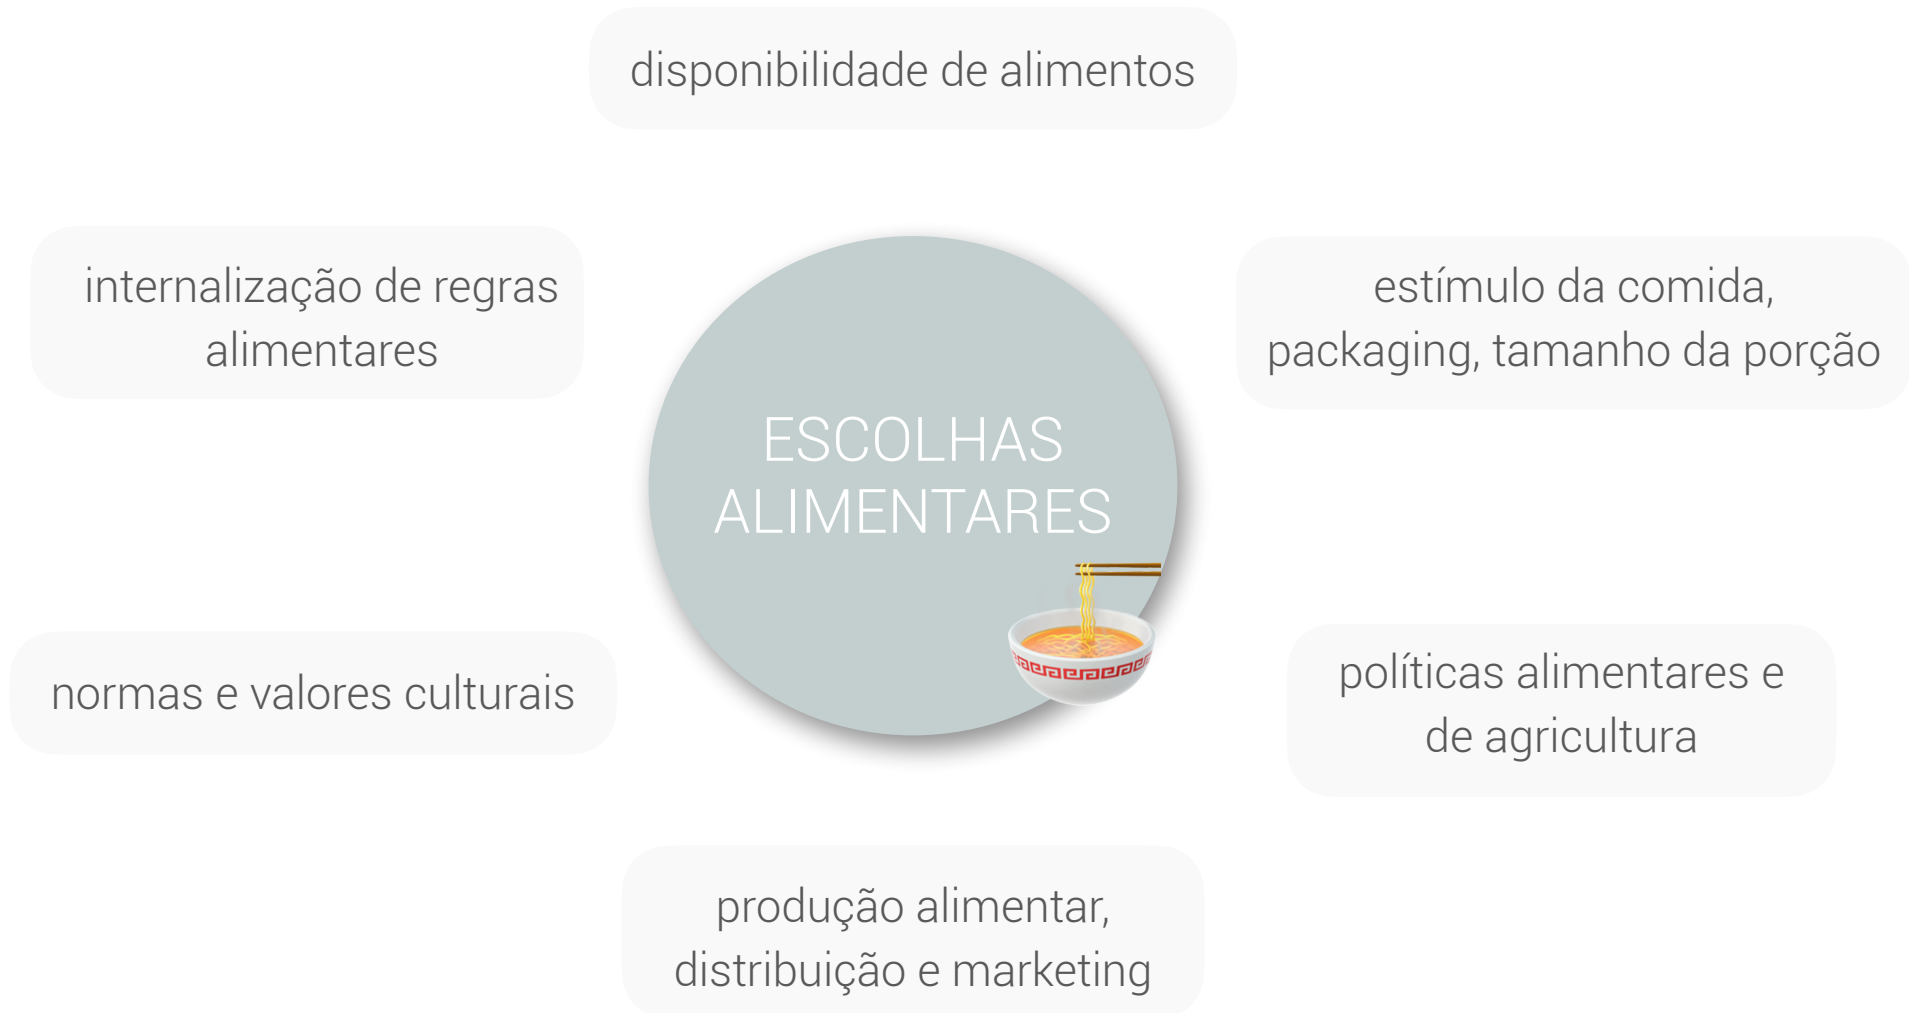 disponibilidade de alimentos
internalização de regras
alimentares
estímulo da comida,
packaging, tamanho da porção
ESCOLHAS
ALIMENTARES
normas e valores culturais
políticas alimentares e
de agricultura
produção alimentar,
distribuição e marketing